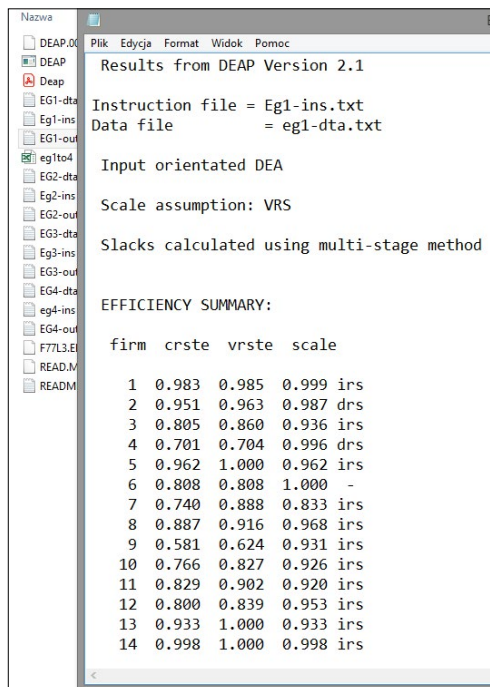 Nazwa
DEAP.00
DEAP
Deap
EG1-dta
Eg1-ins
EG1-out
eg1to4
EG2-dta
Eg2-ins
EG2-out
EG3-dta
Eg3-ins
EG3-out
EG4-dta
eg4-ins
EG4-out
F77L3.E
READ.M
READM
Plik Edycja Format Widok Pomoc
Results from DEAP Version 2.1
Instruction file = Eg1-ins.txt
Data file = eg1-dta.txt
Input orientated DEA
Scale assumption: VRS
Slacks calculated using multi-stage method
EFFICIENCY SUMMARY:
firm crste vrste scale
1 0.983 0.985 0.999 irs
2 0.951 0.963 0.987 drs
3 0.805 0.860 0.936 irs
4 0.701 0.704 0.996 drs
5 0.962 1.000 0.962 irs
6 0.808 0.808 1.000 -
7 0.740 0.888 0.833 irs
8 0.887 0.916 0.968 irs
9 0.581 0.624 0.931 irs
10 0.766 0.827 0.926 irs
11 0.829 0.902 0.920 irs
12 0.800 0.839 0.953 irs
13 0.933 1.000 0.933 irs
14 0.998 1.000 0.998 irs